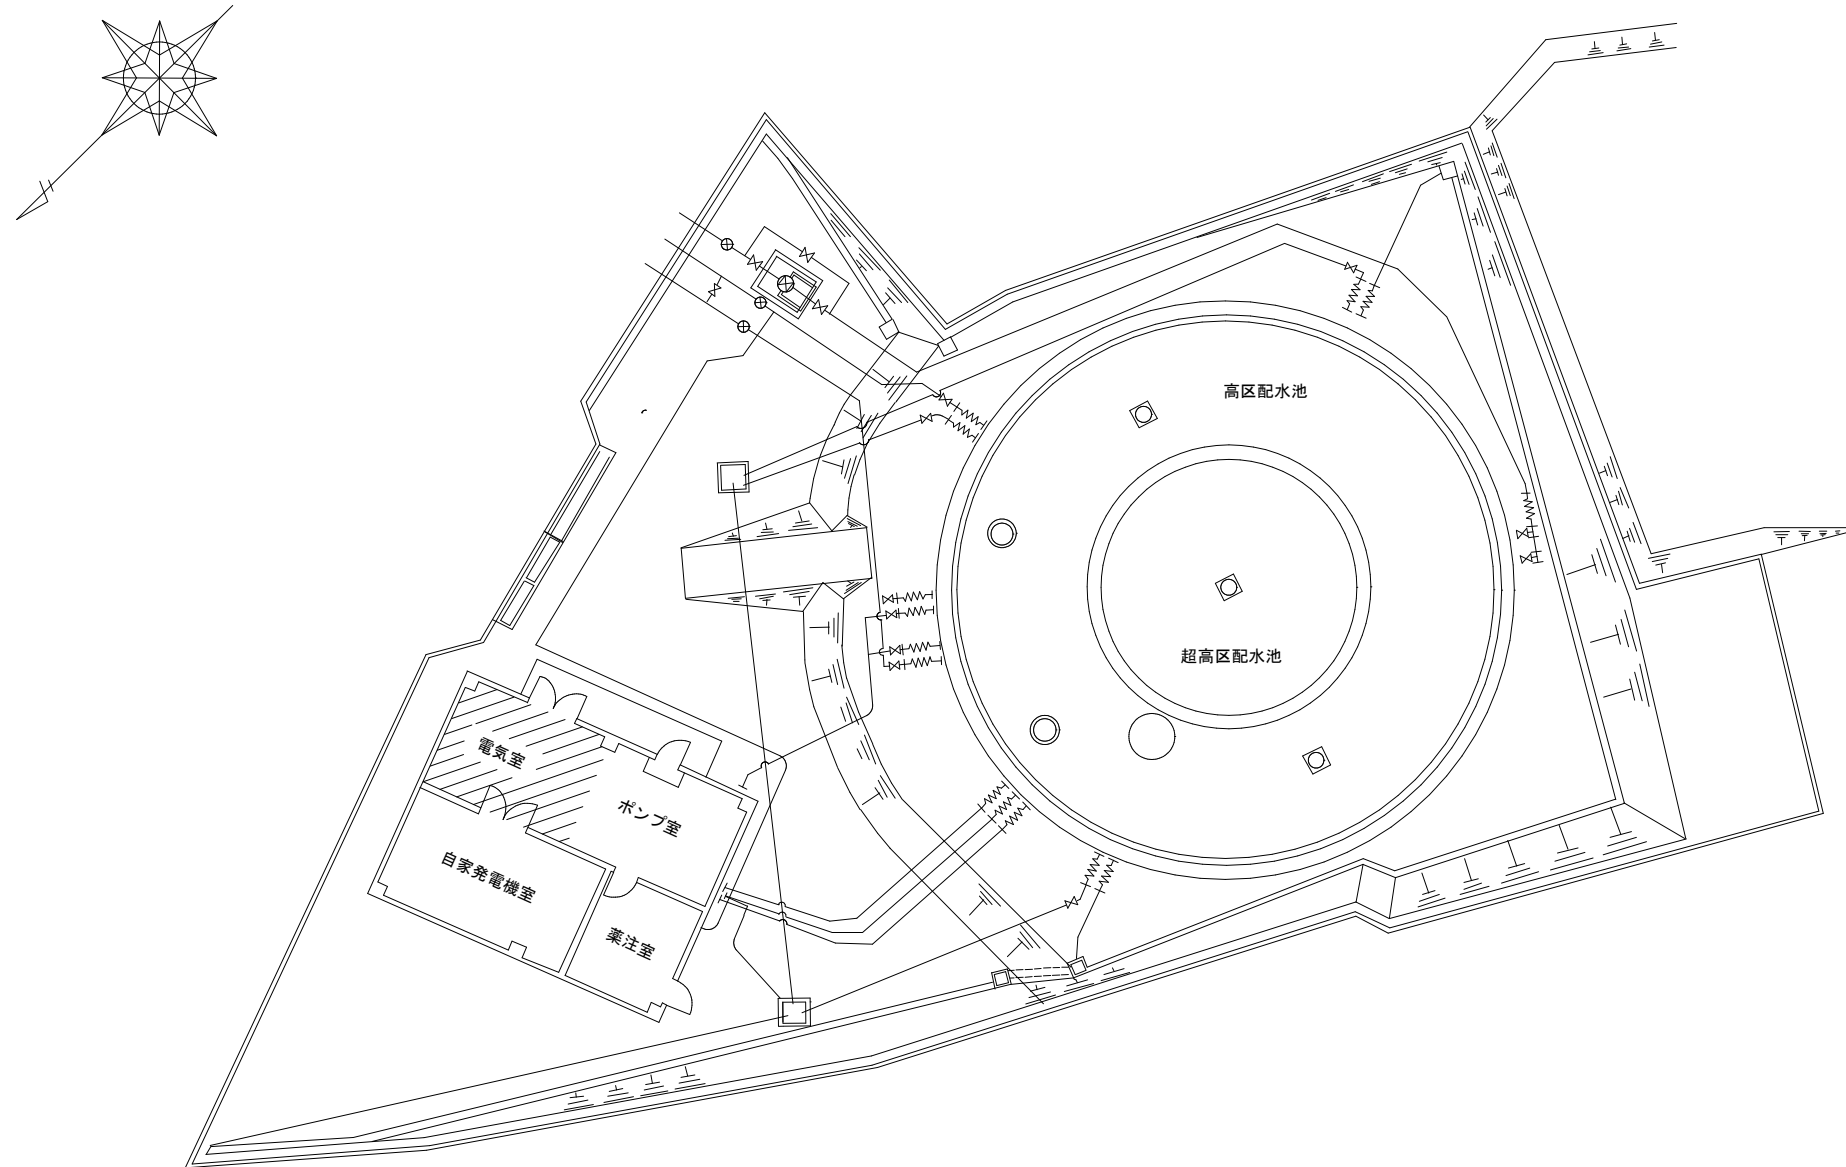 高区配水池
超高区配水池
電気室
ポンプ室
自家発電機室
薬注室